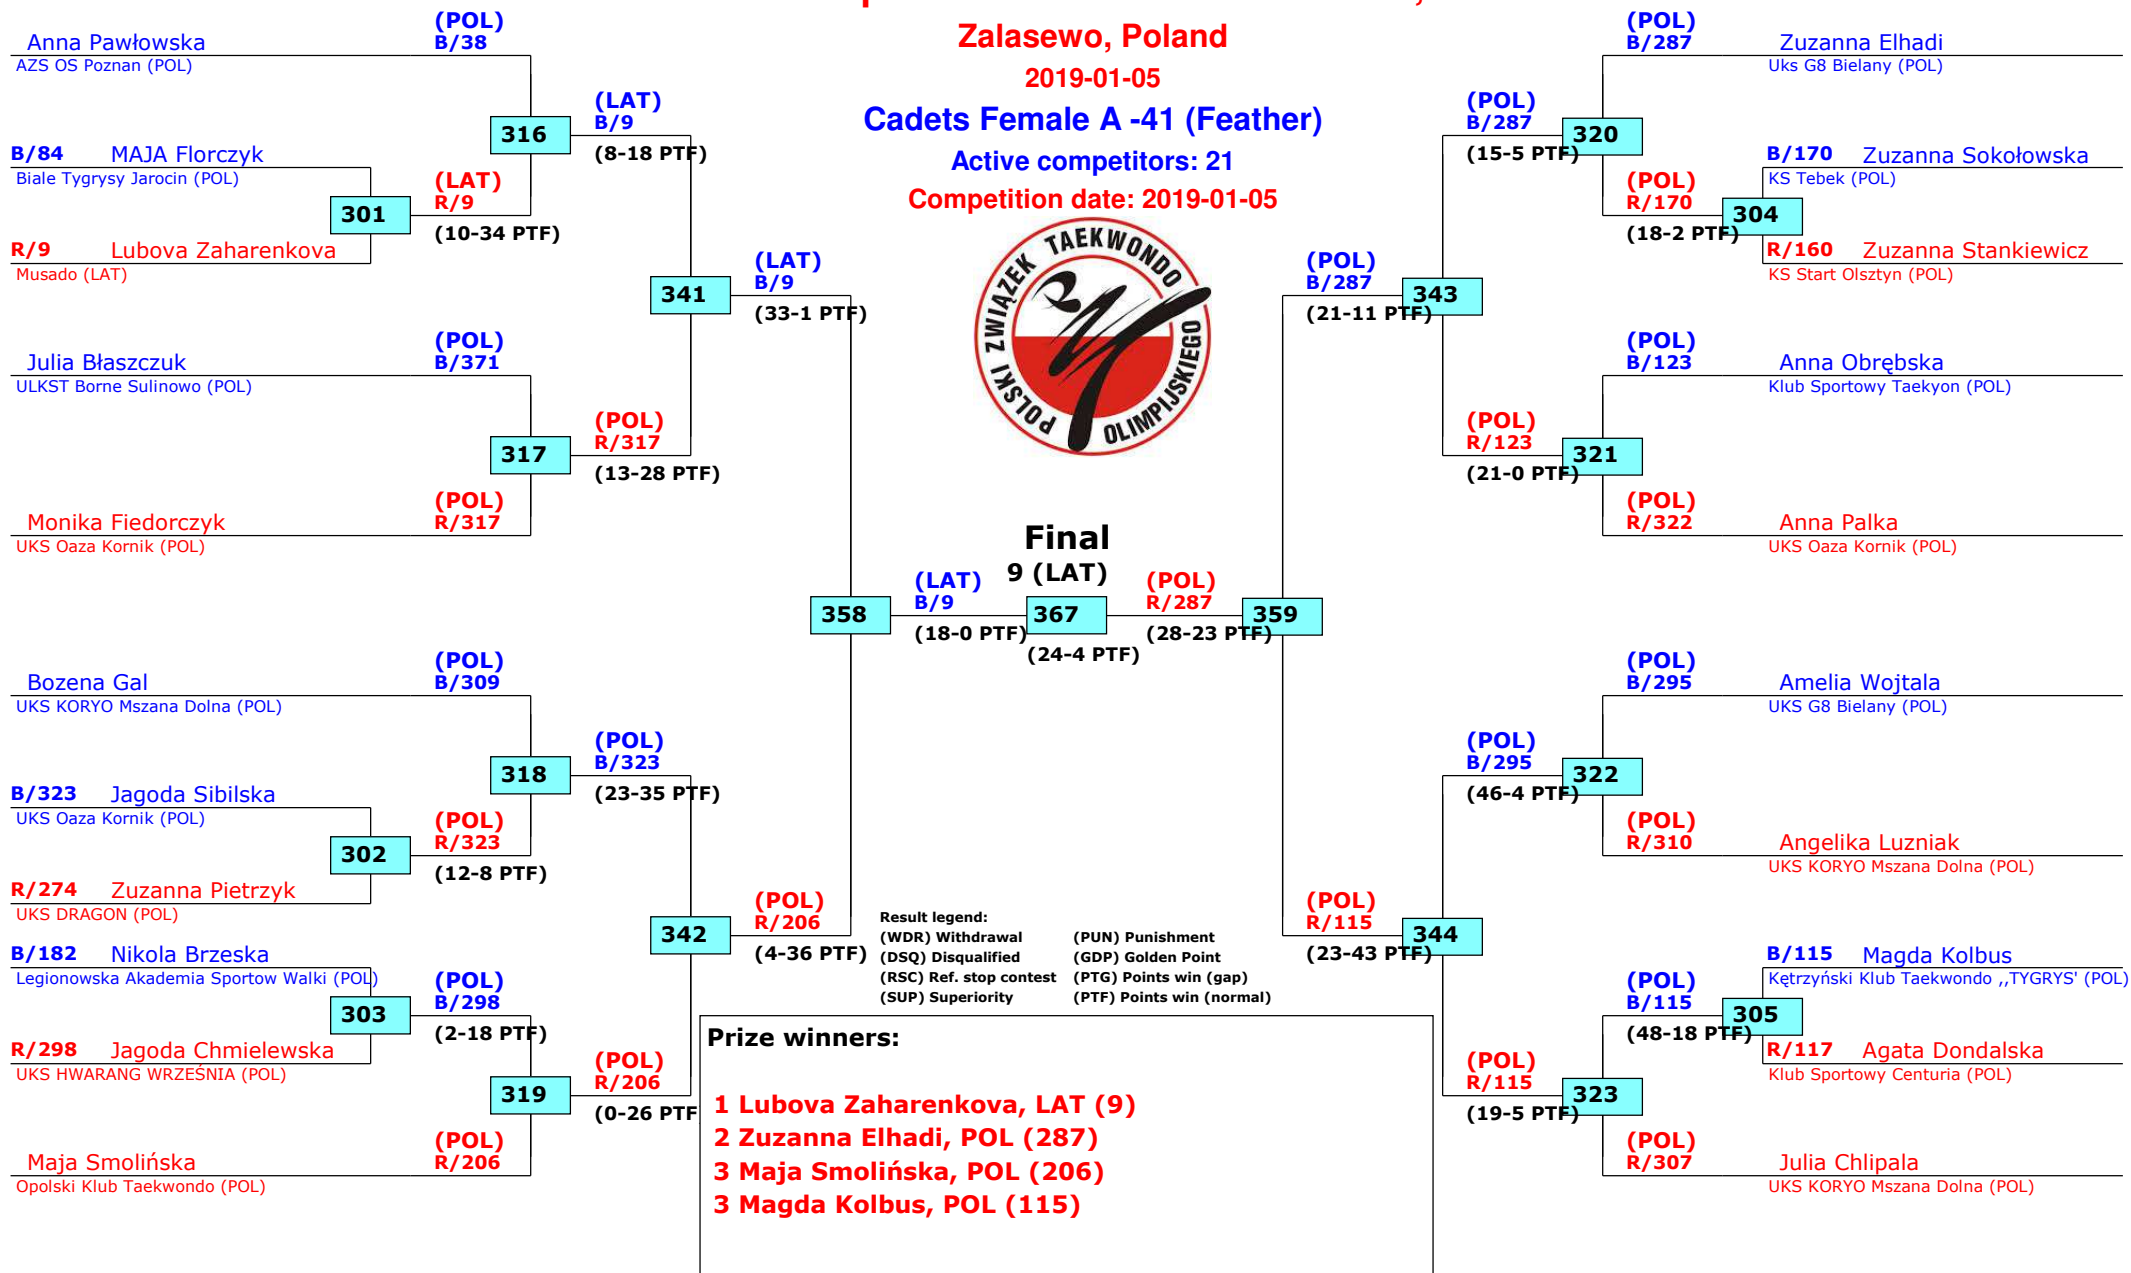 Zalasewo, Poland
2019-01-05
Cadets Female A -41 (Feather)
Active competitors: 21
Competition date: 2019-01-05
POLSKI ZWIĄZEK TAEKWONDO OLIMPIJSKIEGO
Anna Pawłowska
AZS OS Poznan (POL)
(POL)
B/38
B/84 MAJA Florczyk
Biale Tygrysy Jarocin (POL)
301
R/9 Lubova Zaharenkova
Musado (LAT)
(LAT)
R/9
(10-34 PTF)
316
(LAT)
B/9
(8-18 PTF)
Julia Błaszczuk
ULKST Borne Sulinowo (POL)
(POL)
B/371
317
Monika Fiedorczyk
UKS Oaza Kornik (POL)
(POL)
R/317
(POL)
R/317
(13-28 PTF)
341
(LAT)
B/9
(33-1 PTF)
Bozena Gal
UKS KORYO Mszana Dolna (POL)
(POL)
B/309
B/323 Jagoda Sibilska
UKS Oaza Kornik (POL)
302
R/274 Zuzanna Pietrzyk
UKS DRAGON (POL)
(POL)
R/323
(12-8 PTF)
318
(POL)
B/323
(23-35 PTF)
B/182 Nikola Brzeska
Legionowska Akademia Sportow Walki (POL)
303
R/298 Jagoda Chmielewska
UKS HWARANG WRZEŚNIA (POL)
(POL)
B/298
(2-18 PTF)
319
Maja Smolińska
Opolski Klub Taekwondo (POL)
(POL)
R/206
(POL)
R/206
(0-26 PTF
342
(POL)
R/206
(4-36 PTF)
358
(LAT)
B/9
(18-0 PTF)
Final
9 (LAT)
367
(24-4 PTF)
(POL)
R/287
(28-23 PTF)
359
(POL)
B/287
(21-11 PTF)
343
(POL)
B/287
(15-5 PTF)
320
(POL)
B/287
Zuzanna Elhadi
Uks G8 Bielany (POL)
(POL)
R/170
(18-2 PTF)
304
B/170 Zuzanna Sokołowska
KS Tebek (POL)
R/160 Zuzanna Stankiewicz
KS Start Olsztyn (POL)
(POL)
R/123
(21-0 PTF)
321
(POL)
B/123
Anna Obrębska
Klub Sportowy Taekyon (POL)
(POL)
R/322
Anna Palka
UKS Oaza Kornik (POL)
(POL)
R/115
(23-43 PTF)
344
(POL)
B/295
(46-4 PTF)
322
(POL)
B/295
Amelia Wojtala
UKS G8 Bielany (POL)
(POL)
R/310
Angelika Luzniak
UKS KORYO Mszana Dolna (POL)
(POL)
R/115
(19-5 PTF)
323
(POL)
B/115
(48-18 PTF)
305
B/115 Magda Kolbus
Kętrzyński Klub Taekwondo ,,TYGRYS' (POL)
R/117 Agata Dondalska
Klub Sportowy Centuria (POL)
(POL)
R/307
Julia Chlipala
UKS KORYO Mszana Dolna (POL)
Result legend:
(WDR) Withdrawal (PUN) Punishment
(DSQ) Disqualified (GDP) Golden Point
(RSC) Ref. stop contest (PTG) Points win (gap)
(SUP) Superiority (PTF) Points win (normal)
Prize winners:
1 Lubova Zaharenkova, LAT (9)
2 Zuzanna Elhadi, POL (287)
3 Maja Smolińska, POL (206)
3 Magda Kolbus, POL (115)